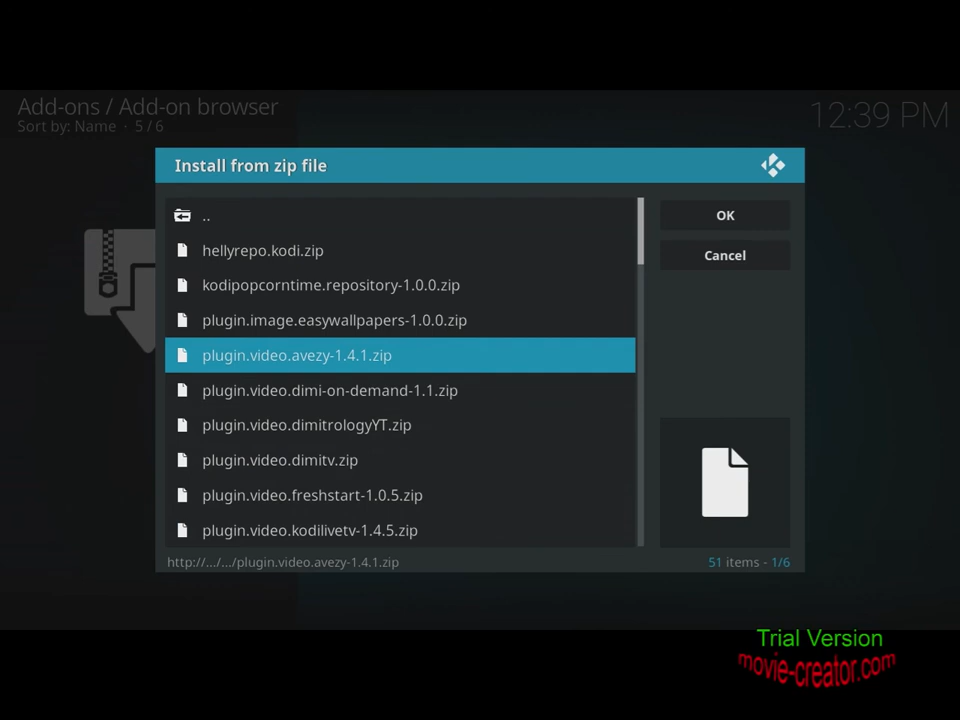 Add-ons / Add-on browser
Sort by: Name · 5 / 6
12:39 PM
Install from zip file
..
hellyrepo.kodi.zip
kodipopcorntime.repository-1.0.0.zip
plugin.image.easywallpapers-1.0.0.zip
plugin.video.avezy-1.4.1.zip
plugin.video.dimi-on-demand-1.1.zip
plugin.video.dimitrologyYT.zip
plugin.video.dimitv.zip
plugin.video.freshstart-1.0.5.zip
plugin.video.kodilivetv-1.4.5.zip
OK
Cancel
http://.../.../plugin.video.avezy-1.4.1.zip
51 items - 1/6
Trial Version
movie-creator.com